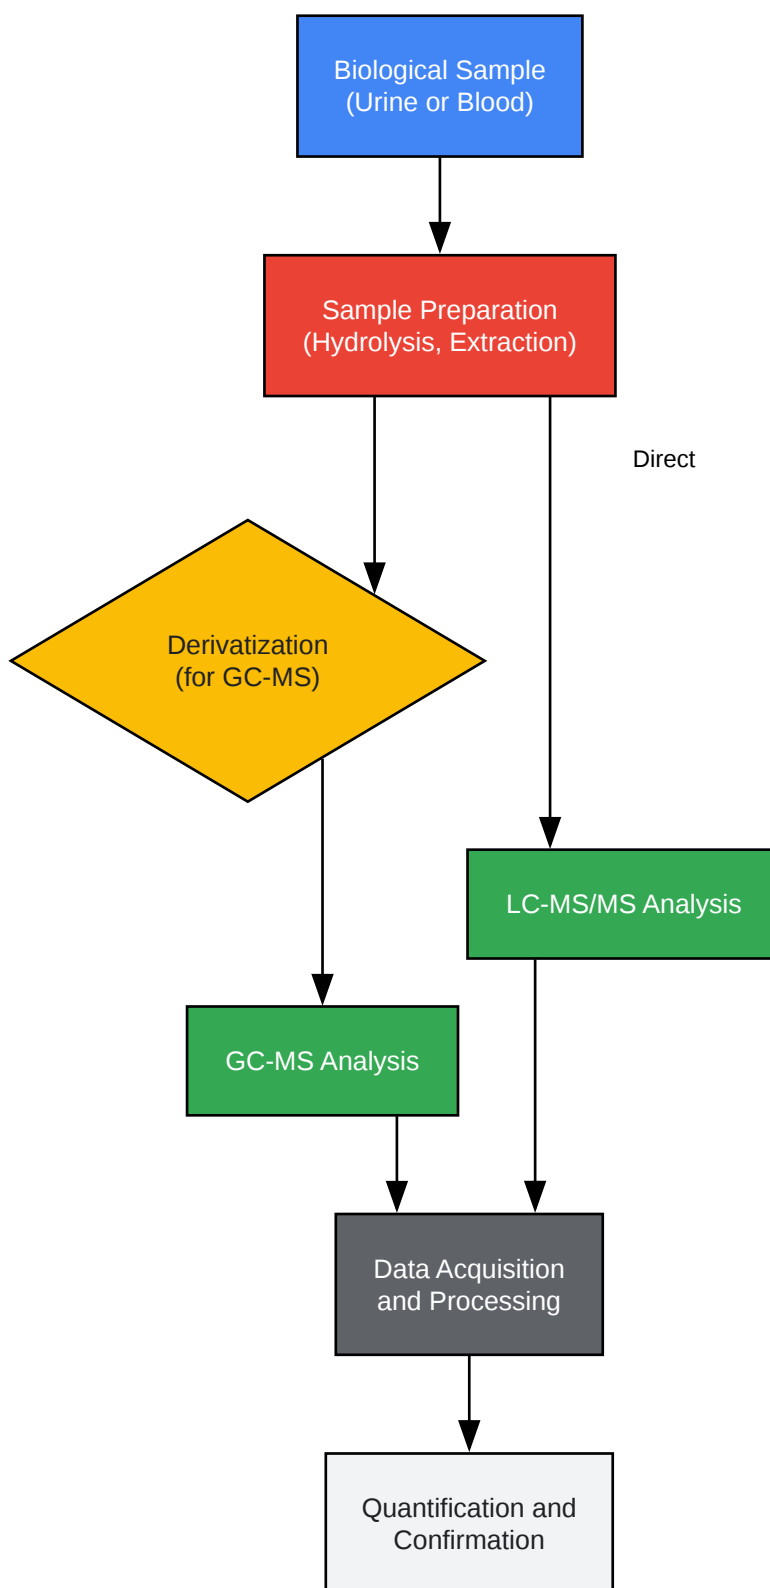 Biological Sample
(Urine or Blood)
Sample Preparation
(Hydrolysis, Extraction)
Direct
Derivatization
(for GC-MS)
LC-MS/MS Analysis
GC-MS Analysis
Data Acquisition
and Processing
Quantification and
Confirmation